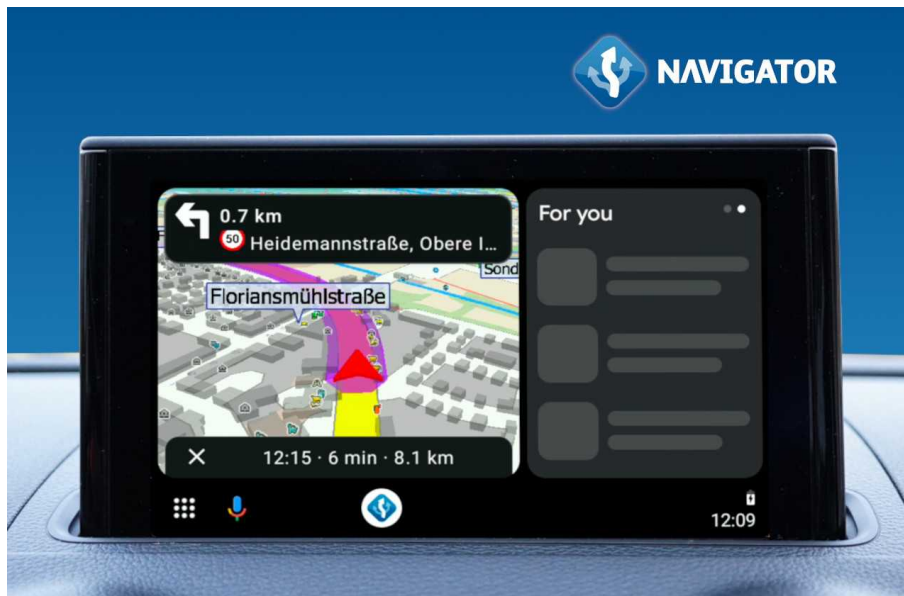 NAVIGATOR
0.7 km
50
Heidemannstraße, Obere I...
For you
Sond
Floriansmühlstraße
12:15 · 6 min · 8.1 km
12:09